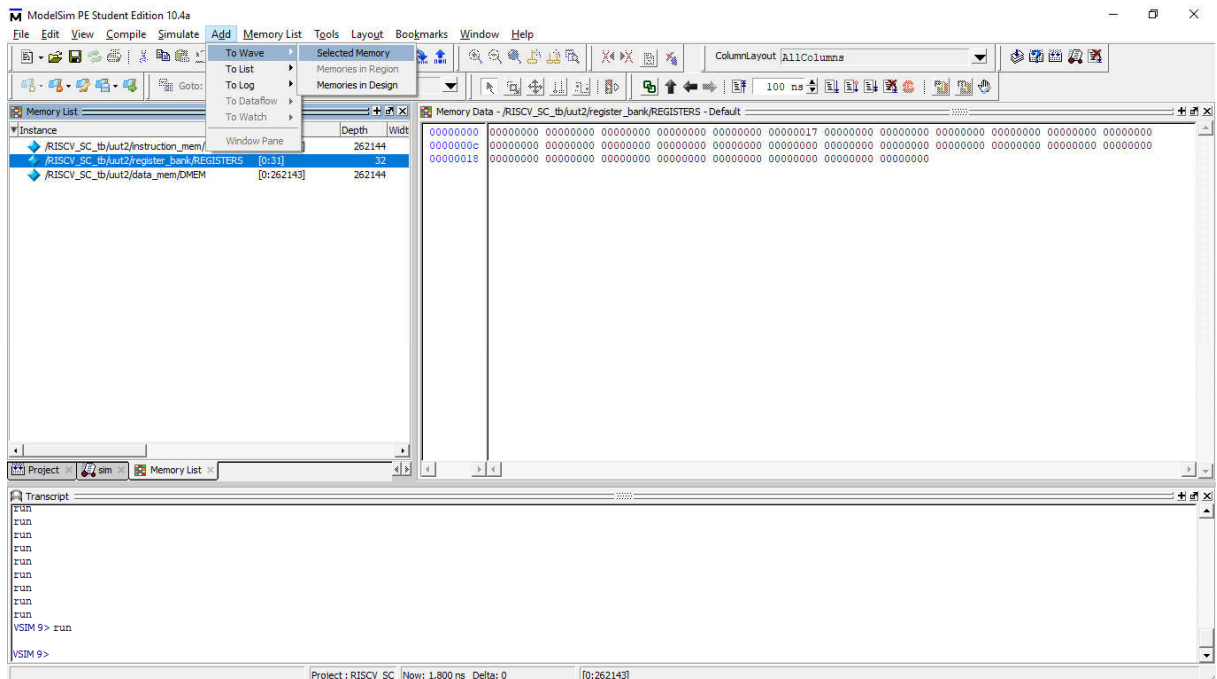 ModelSim PE Student Edition 10.4a
File Edit View Compile Simulate Add Memory List Tools Layout Bookmarks Window Help
To Wave
To List
To Log
To Dataflow
To Watch
Window Pane
Selected Memory
Memories in Region
Memories in Design
ColumnLayout AllColumns
Goto:
100 ns
Memory List
Instance Depth Widt
/RISCV_SC_tb/uut2/instruction_mem/ 262144
/RISCV_SC_tb/uut2/register_bank/REGISTERS [0:31] 32
/RISCV_SC_tb/uut2/data_mem/DMEM [0:262143] 262144
Project sim Memory List
Memory Data - /RISCV_SC_tb/uut2/register_bank/REGISTERS - Default
00000000 00000000 00000000 00000000 00000000 00000000 00000017 00000000 00000000 00000000 00000000 00000000 00000000
0000000c 00000000 00000000 00000000 00000000 00000000 00000000 00000000 00000000 00000000 00000000 00000000 00000000
00000018 00000000 00000000 00000000 00000000 00000000 00000000 00000000 00000000
Transcript
run
run
run
run
run
run
run
run
run
VSIM 9> run
VSIM 9>
Project : RISCV_SC Now: 1,800 ns Delta: 0 [0:262143]